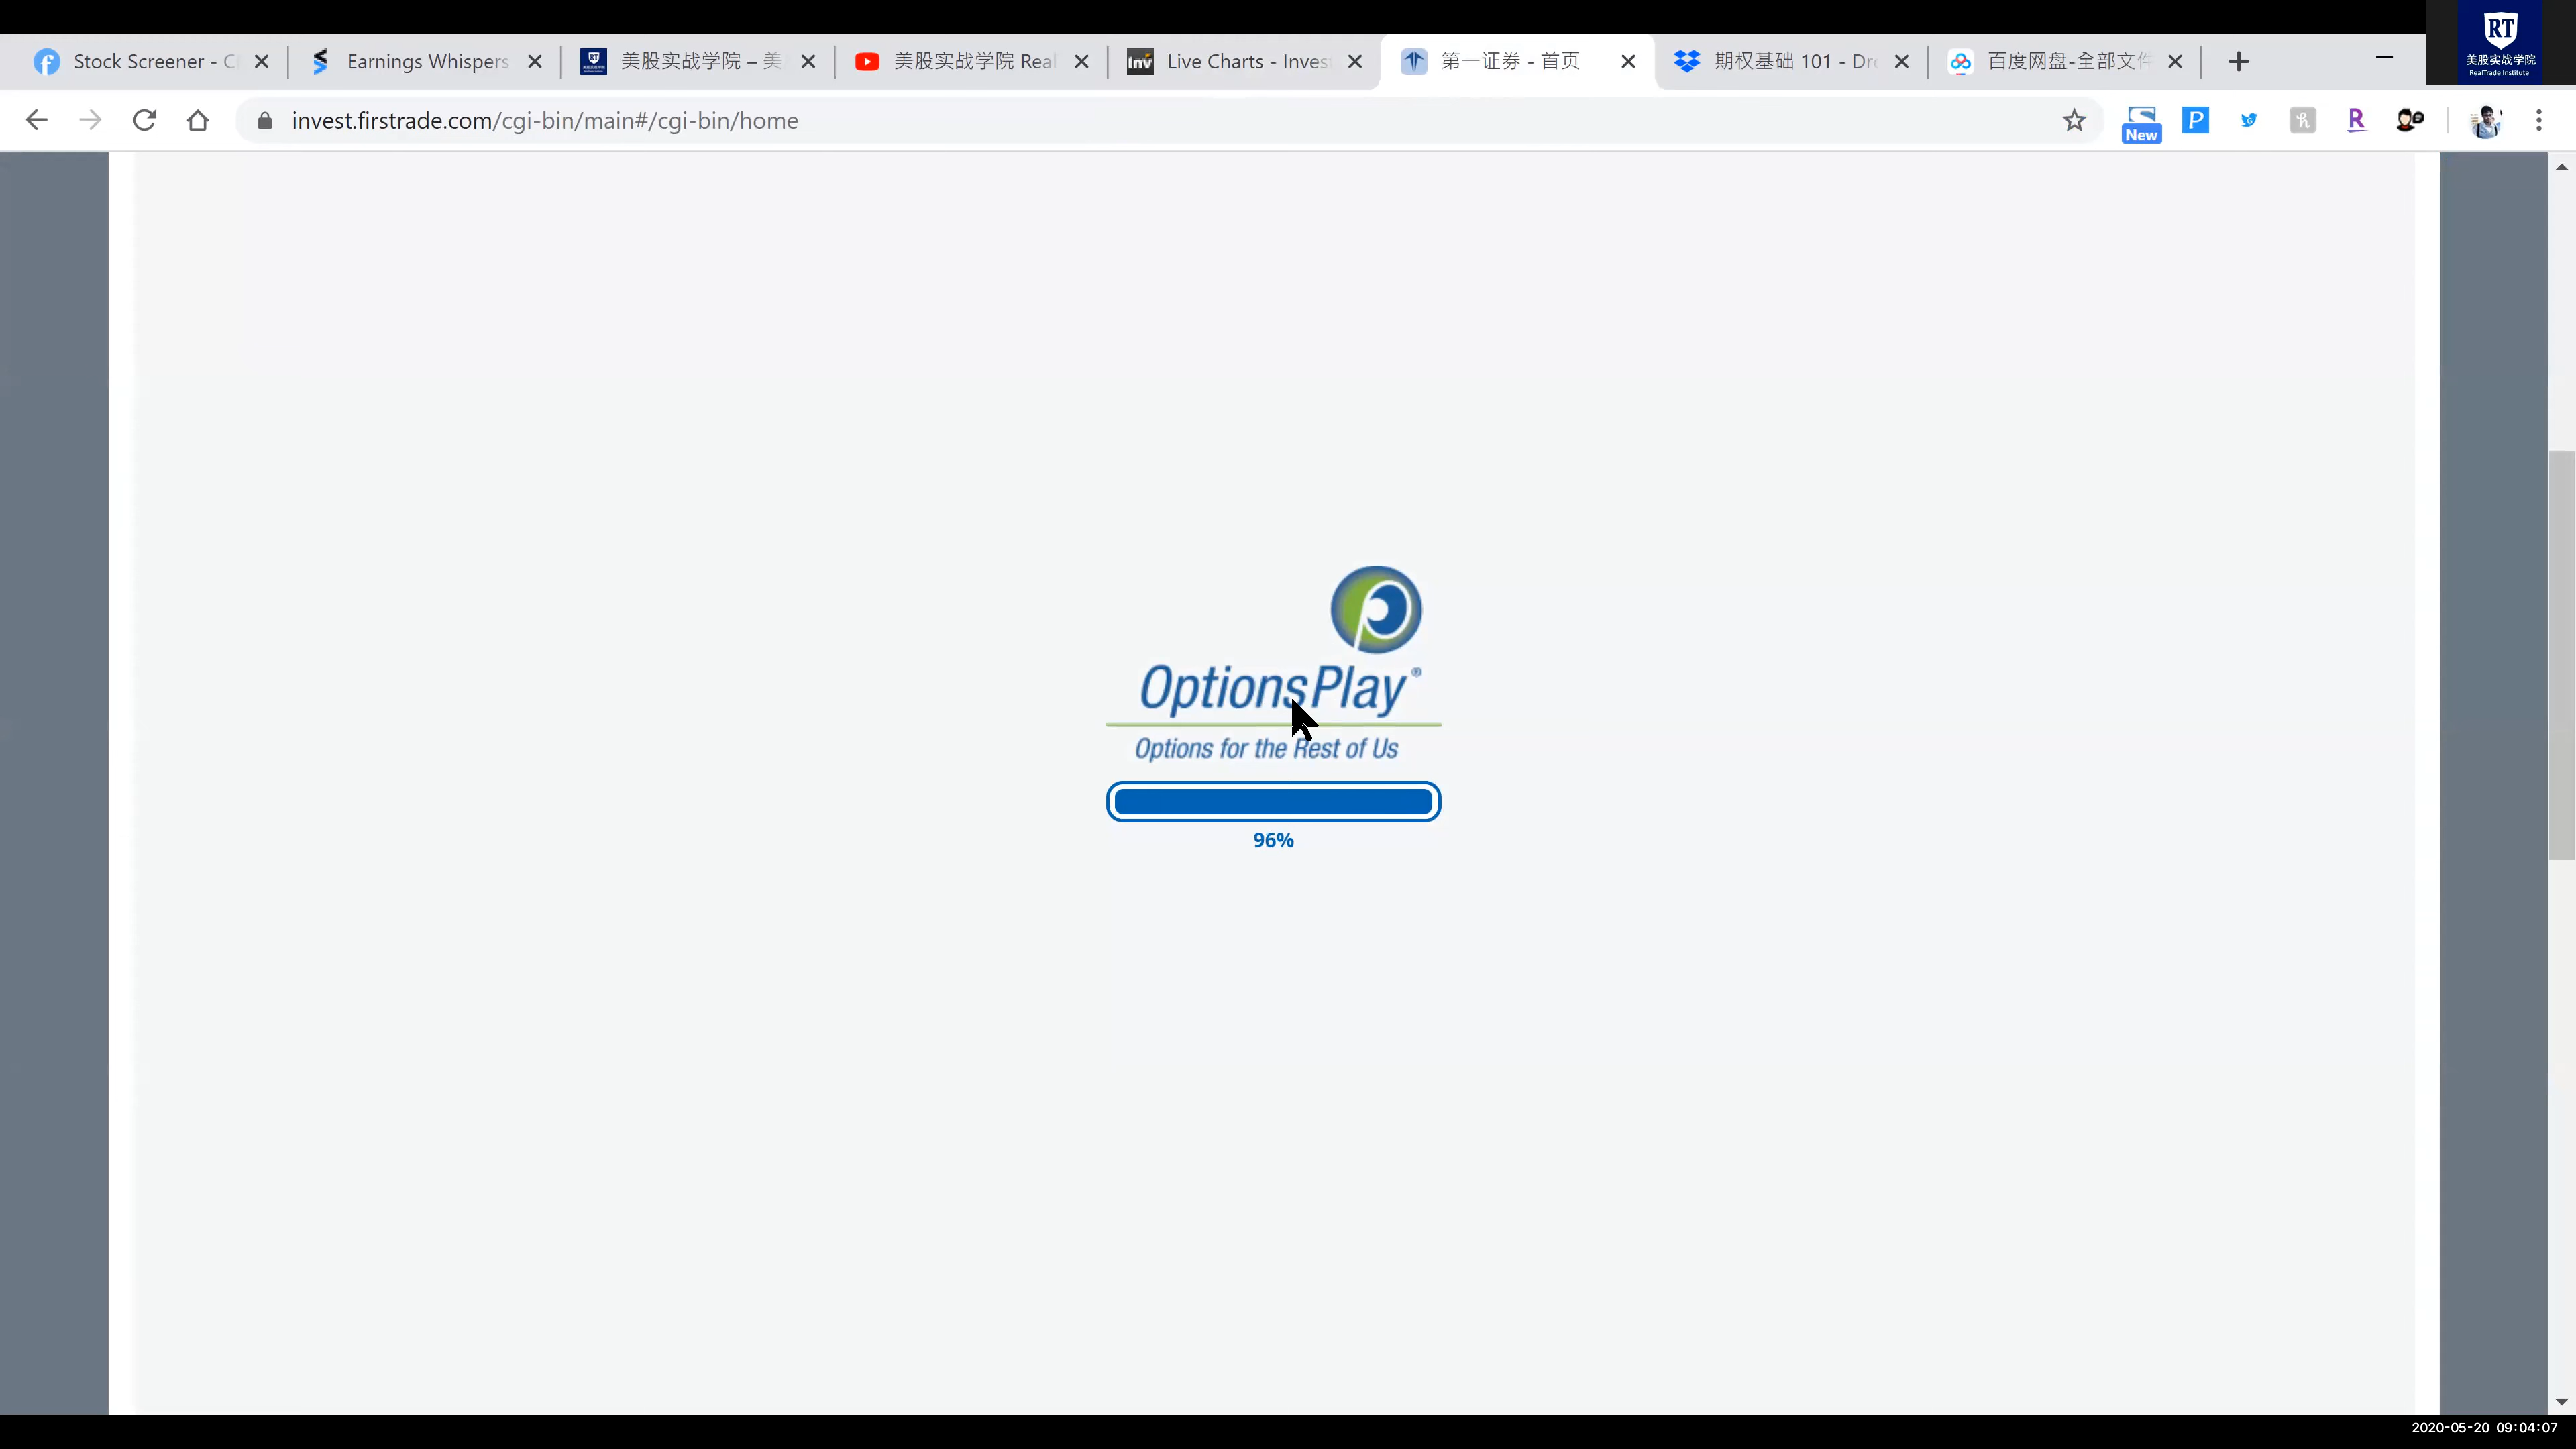 Stock Screener - C
Earnings Whispers
美股实战学院 – 美
美股实战学院 Real
Live Charts - Invest
第一证券 - 首页
期权基础 101 - Dr
百度网盘-全部文件
RT
美股实战学院
RealTrade Institute
invest.firstrade.com/cgi-bin/main#/cgi-bin/home
New
P
h
R
OptionsPlay®
Options for the Rest of Us
96%
2020-05-20 09:04:07